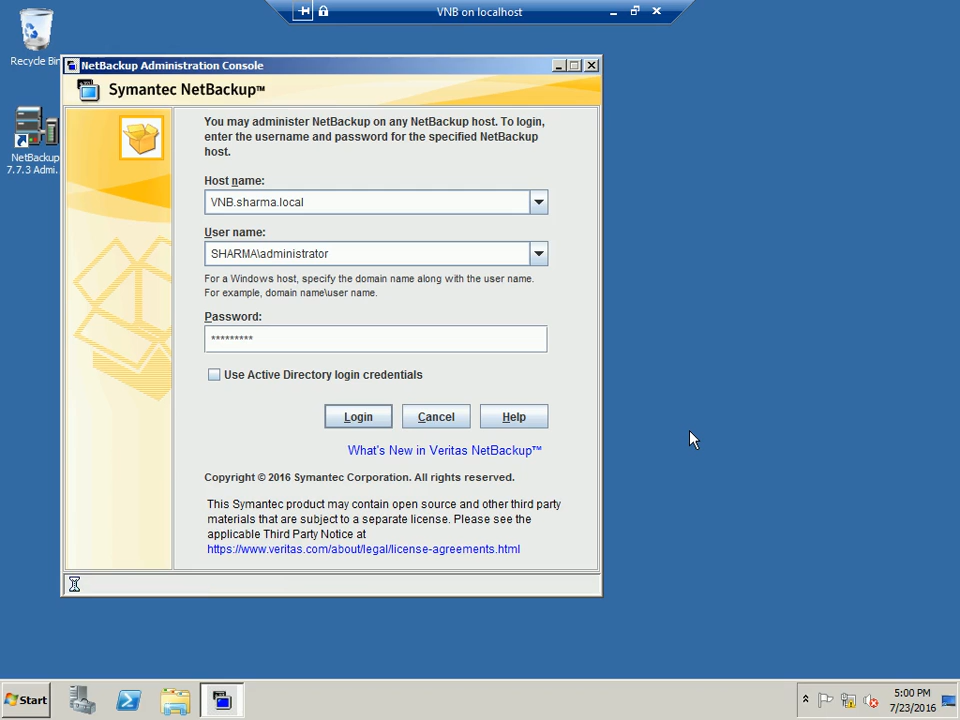 VNB on localhost
Recycle Bin
NetBackup
7.7.3 Admi...
NetBackup Administration Console
Symantec NetBackup™
You may administer NetBackup on any NetBackup host. To login,
enter the username and password for the specified NetBackup
host.
Host name:
VNB.sharma.local
User name:
SHARMA\administrator
For a Windows host, specify the domain name along with the user name.
For example, domain name\user name.
Password:
*********
Use Active Directory login credentials
Login Cancel Help
What's New in Veritas NetBackup™
Copyright © 2016 Symantec Corporation. All rights reserved.
This Symantec product may contain open source and other third party
materials that are subject to a separate license. Please see the
applicable Third Party Notice at
https://www.veritas.com/about/legal/license-agreements.html
Start
5:00 PM
7/23/2016